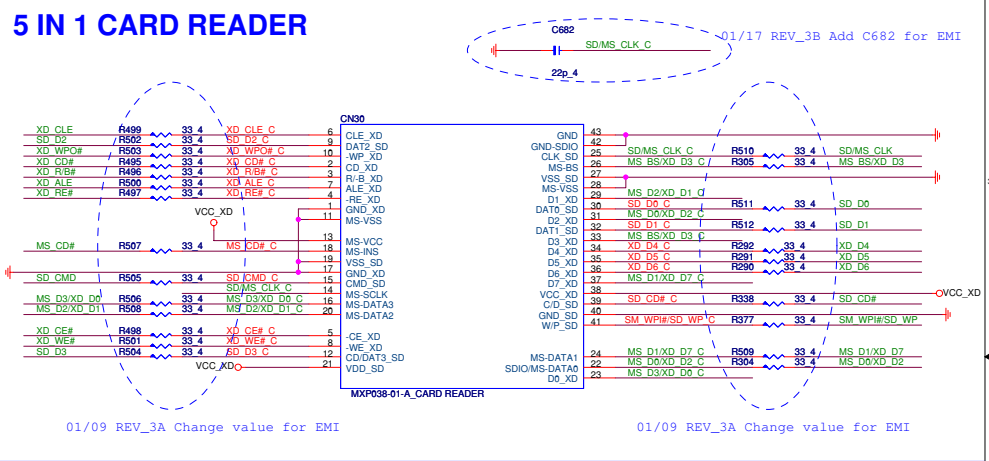 5 IN 1 CARD READER
C682
SD/MS_CLK_C
22p_4
01/17 REV_3B Add C682 for EMI
CN30
XD_CLE R499 33_4 XD_CLE_C 6 CLE_XD
SD_D2 R502 33_4 SD_D2_C 9 DAT2_SD
XD_WPO# R503 33_4 XD_WPO#_C 10 -WP_XD
XD_CD# R495 33_4 XD_CD#_C 2 CD_XD
XD_R/B# R496 33_4 XD_R/B#_C 3 R/-B_XD
XD_ALE R500 33_4 XD_ALE_C 7 ALE_XD
XD_RE# R497 33_4 XD_RE#_C 4 -RE_XD
1 GND_XD
VCC_XD 11 MS-VSS
13 MS-VCC
MS_CD# R507 33_4 MS_CD#_C 18 MS-INS
19 VSS_SD
17 GND_XD
SD_CMD R505 33_4 SD_CMD_C 15 CMD_SD
SD/MS_CLK_C 14 MS-SCLK
MS_D3/XD_D0 R506 33_4 MS_D3/XD_D0_C 16 MS-DATA3
MS_D2/XD_D1 R508 33_4 MS_D2/XD_D1_C 20 MS-DATA2
XD_CE# R498 33_4 XD_CE#_C 5 -CE_XD
XD_WE# R501 33_4 XD_WE#_C 8 -WE_XD
SD_D3 R504 33_4 SD_D3_C 12 CD/DAT3_SD
VCC_XD 21 VDD_SD
GND 43
GND-SDIO 42
CLK_SD 25 SD/MS_CLK_C R510 33_4 SD/MS_CLK
MS-BS 26 MS_BS/XD_D3_C R305 33_4 MS_BS/XD_D3
VSS_SD 27
MS-VSS 28
D1_XD 29 MS_D2/XD_D1_C
DAT0_SD 30 SD_D0_C R511 33_4 SD_D0
D2_XD 31 MS_D0/XD_D2_C
DAT1_SD 32 SD_D1_C R512 33_4 SD_D1
D3_XD 33 MS_BS/XD_D3_C
D4_XD 34 XD_D4_C R292 33_4 XD_D4
D5_XD 35 XD_D5_C R291 33_4 XD_D5
D6_XD 36 XD_D6_C R290 33_4 XD_D6
D7_XD 37 MS_D1/XD_D7_C
VCC_XD 38 VCC_XD
C/D_SD 39 SD_CD#_C R338 33_4 SD_CD#
GND_SD 40
W/P_SD 41 SM_WPI#/SD_WP_C R377 33_4 SM_WPI#/SD_WP
MS-DATA1 24 MS_D1/XD_D7_C R509 33_4 MS_D1/XD_D7
SDIO/MS-DATA0 22 MS_D0/XD_D2_C R304 33_4 MS_D0/XD_D2
D0_XD 23 MS_D3/XD_D0_C
MXP038-01-A_CARD READER
01/09 REV_3A Change value for EMI
01/09 REV_3A Change value for EMI